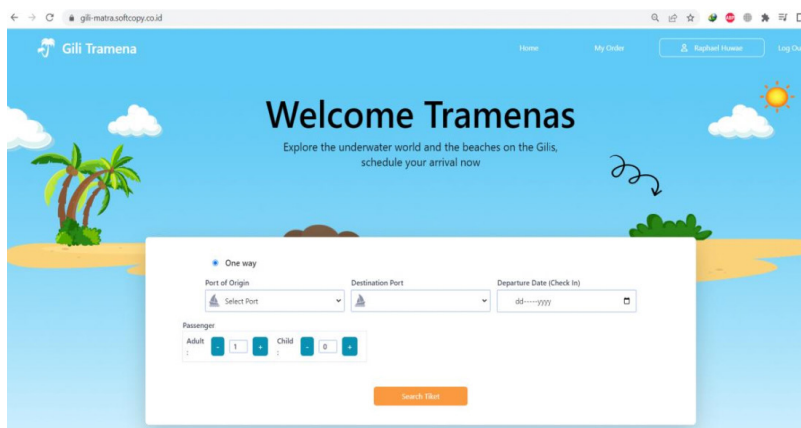 gili-matra.softcopy.co.id
Gili Tramena
Home
My Order
Raphael Huwae
Log Ou
Welcome Tramenas
Explore the underwater world and the beaches on the Gilis,
schedule your arrival now
One way
Port of Origin
Destination Port
Departure Date (Check In)
Select Port
dd-----yyyy
Passenger
Adult
:
- 1 +
Child
:
- 0 +
Search Tiket